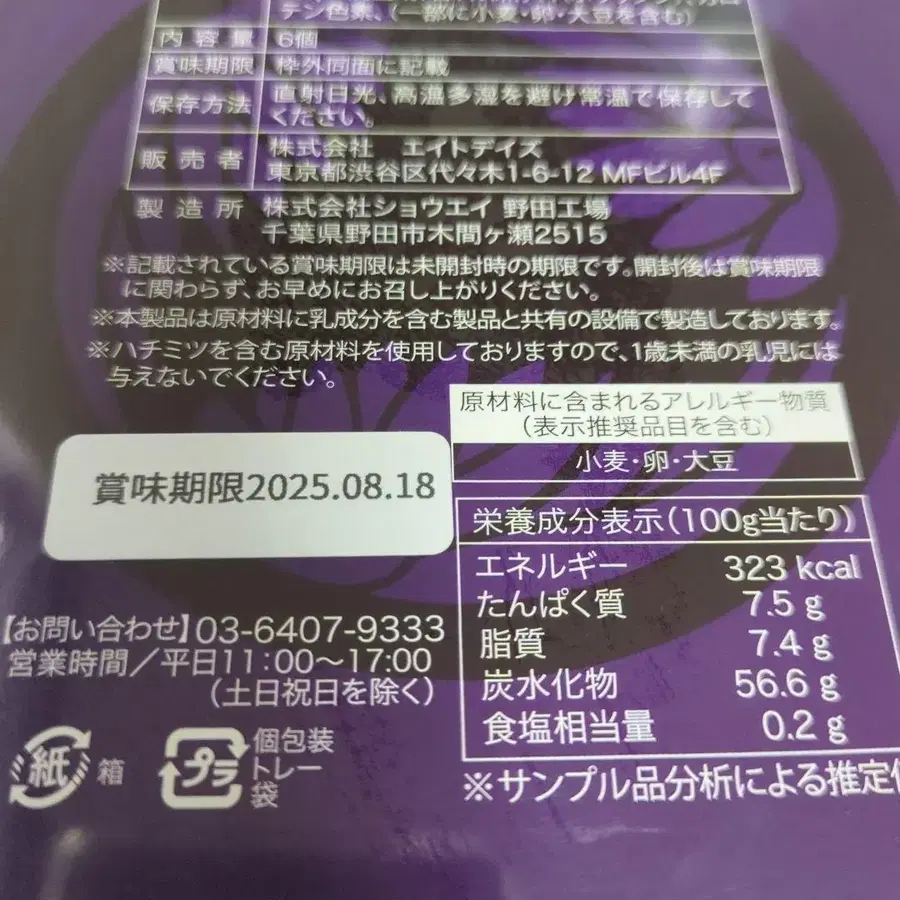 テン色素、(一部に小麦・卵・大豆を含む)
内容量 6個
賞味期限 枠外同面に記載
保存方法 直射日光、高温多湿を避け常温で保存して
ください。
販売者 株式会社 エイトデイズ
東京都渋谷区代々木1-6-12 MFビル4F
製造所 株式会社ショウエイ 野田工場
千葉県野田市木間ヶ瀬2515
※記載されている賞味期限は未開封時の期限です。開封後は賞味期限
に関わらず、お早めにお召し上がりください。
※本製品は原材料に乳成分を含む製品と共有の設備で製造しております。
※ハチミツを含む原材料を使用しておりますので、1歳未満の乳児には
与えないでください。
原材料に含まれるアレルギー物質
(表示推奨品目を含む)
小麦・卵・大豆
賞味期限2025.08.18
栄養成分表示(100g当たり)
エネルギー 323 kcal
たんぱく質 7.5 g
脂質 7.4 g
炭水化物 56.6 g
食塩相当量 0.2 g
※サンプル品分析による推定
【お問い合わせ】03-6407-9333
営業時間/平日11:00〜17:00
(土日祝日を除く)
紙 箱
プラ 個包装
トレー
袋